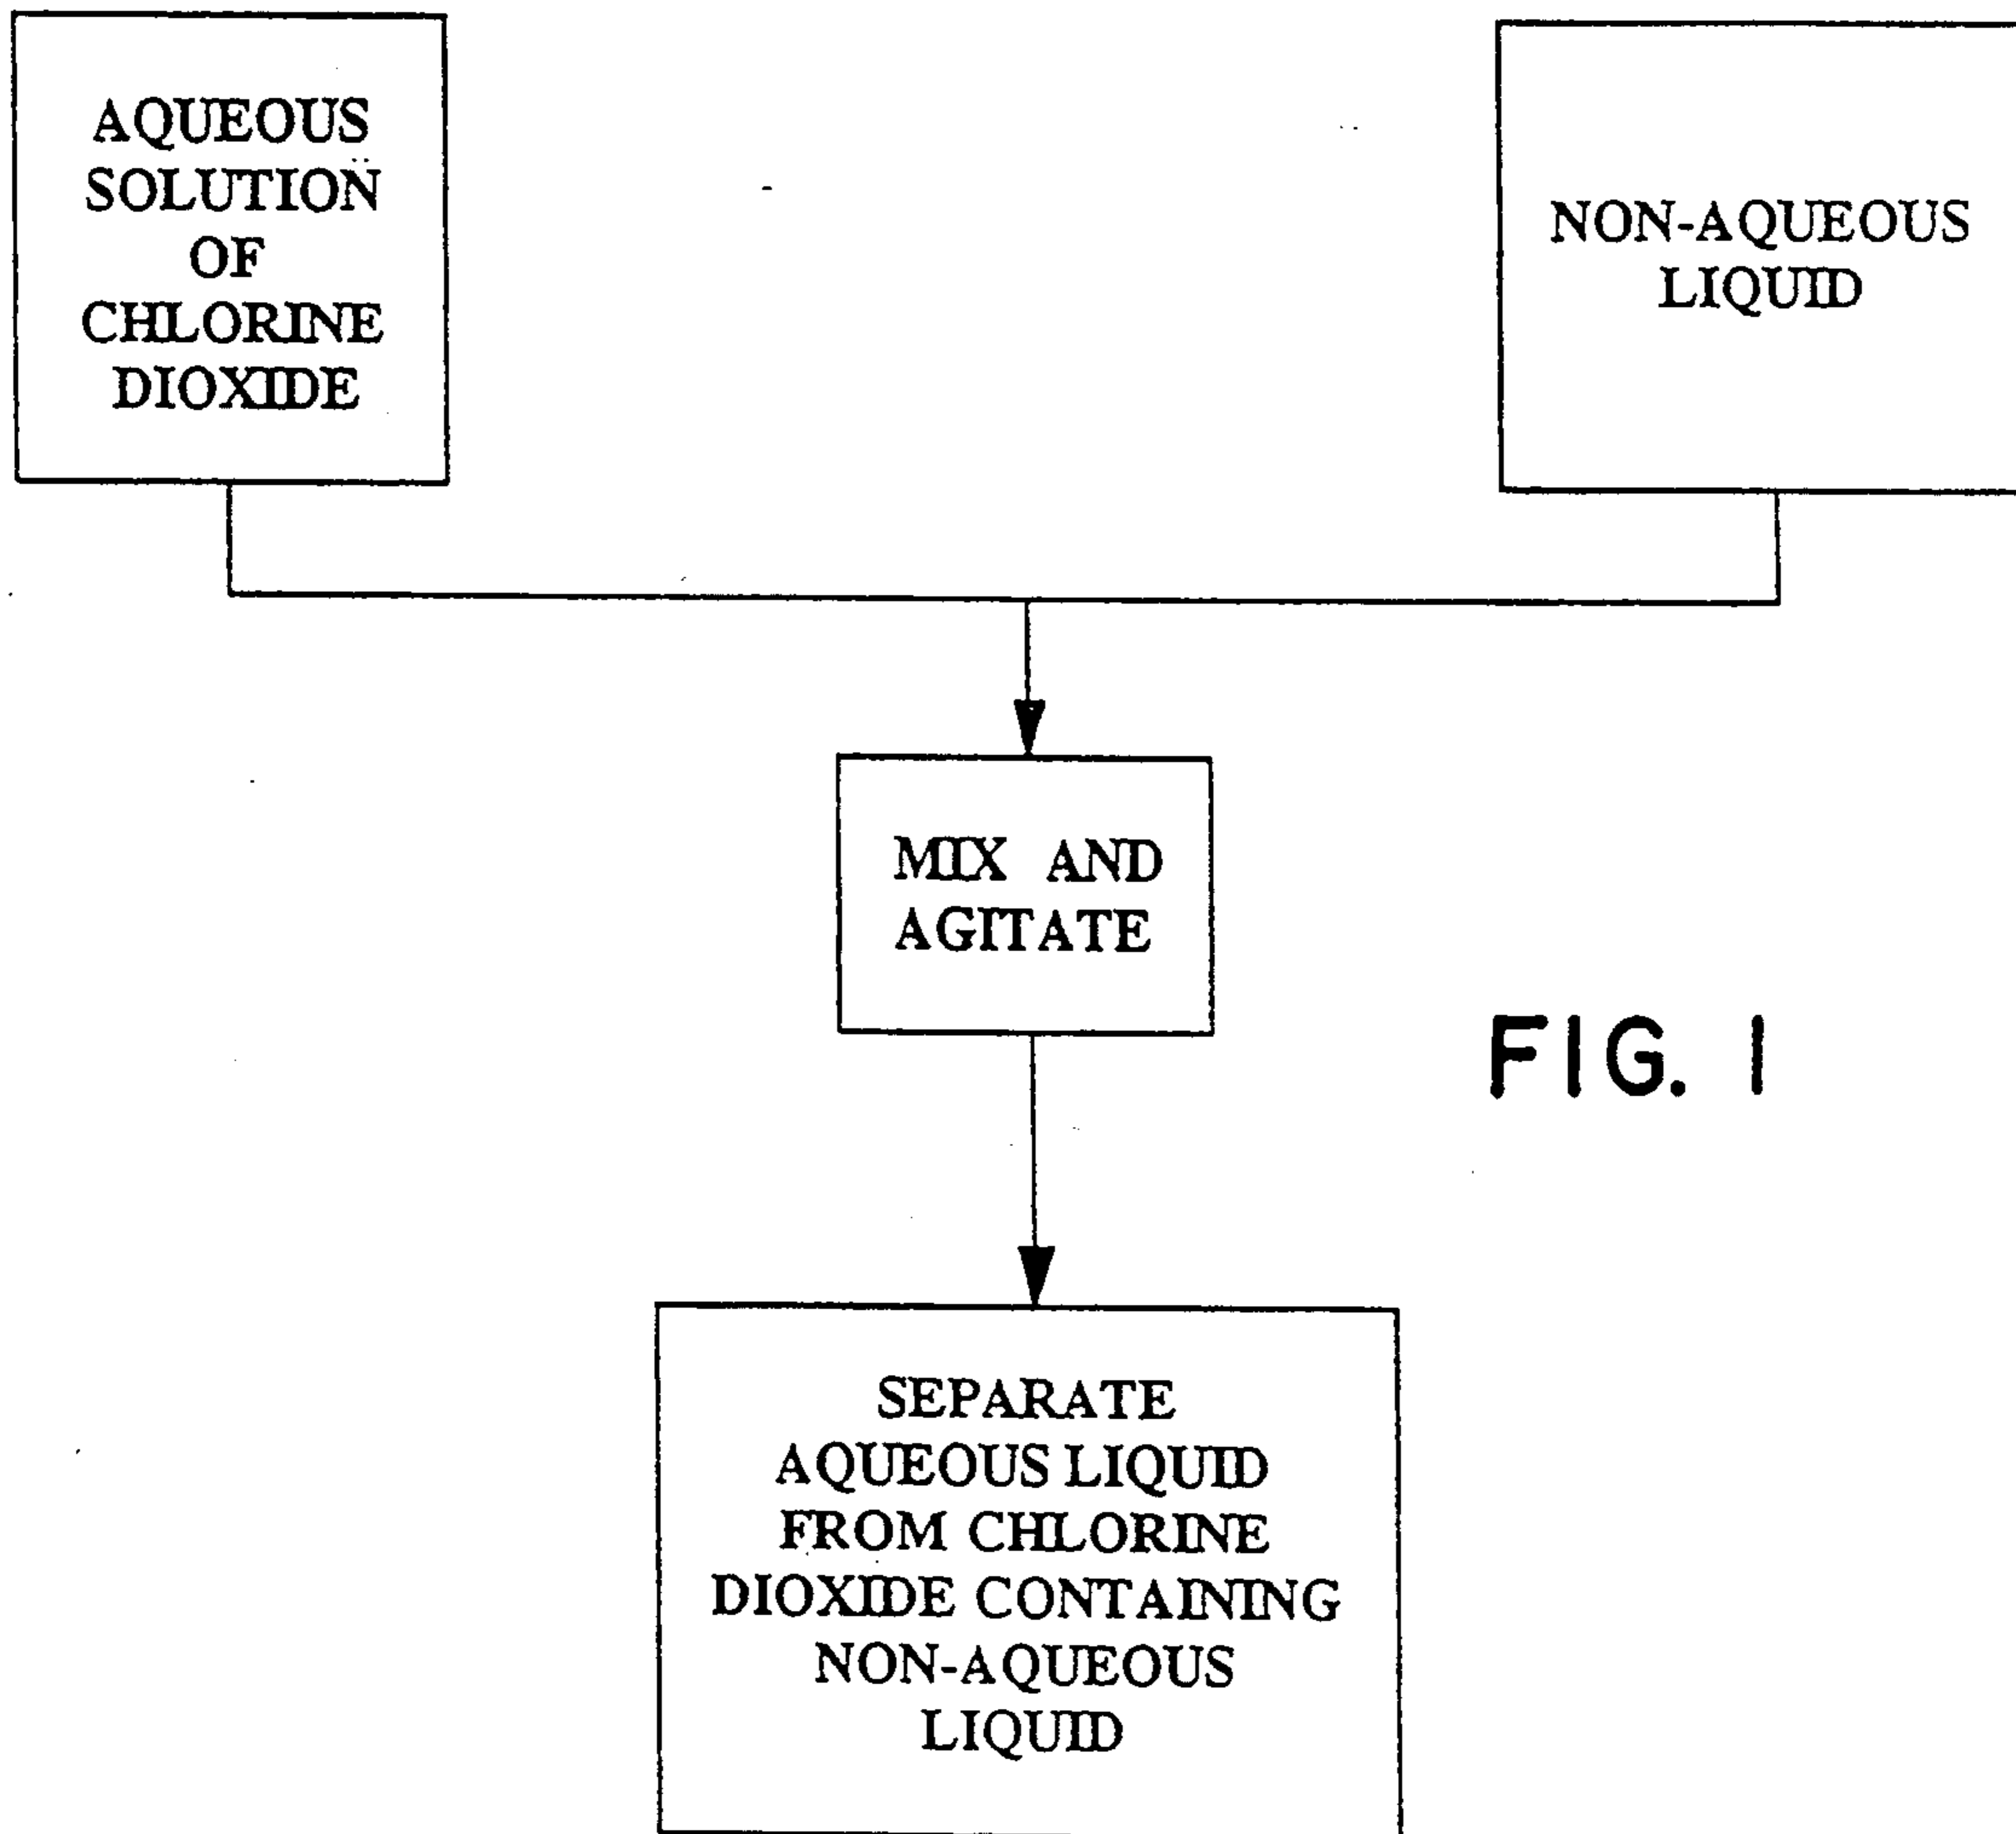 AQUEOUS
SOLUTION
OF
CHLORINE
DIOXIDE
NON-AQUEOUS
LIQUID
MIX AND
AGITATE
FIG. 1
SEPARATE
AQUEOUS LIQUID
FROM CHLORINE
DIOXIDE CONTAINING
NON-AQUEOUS
LIQUID